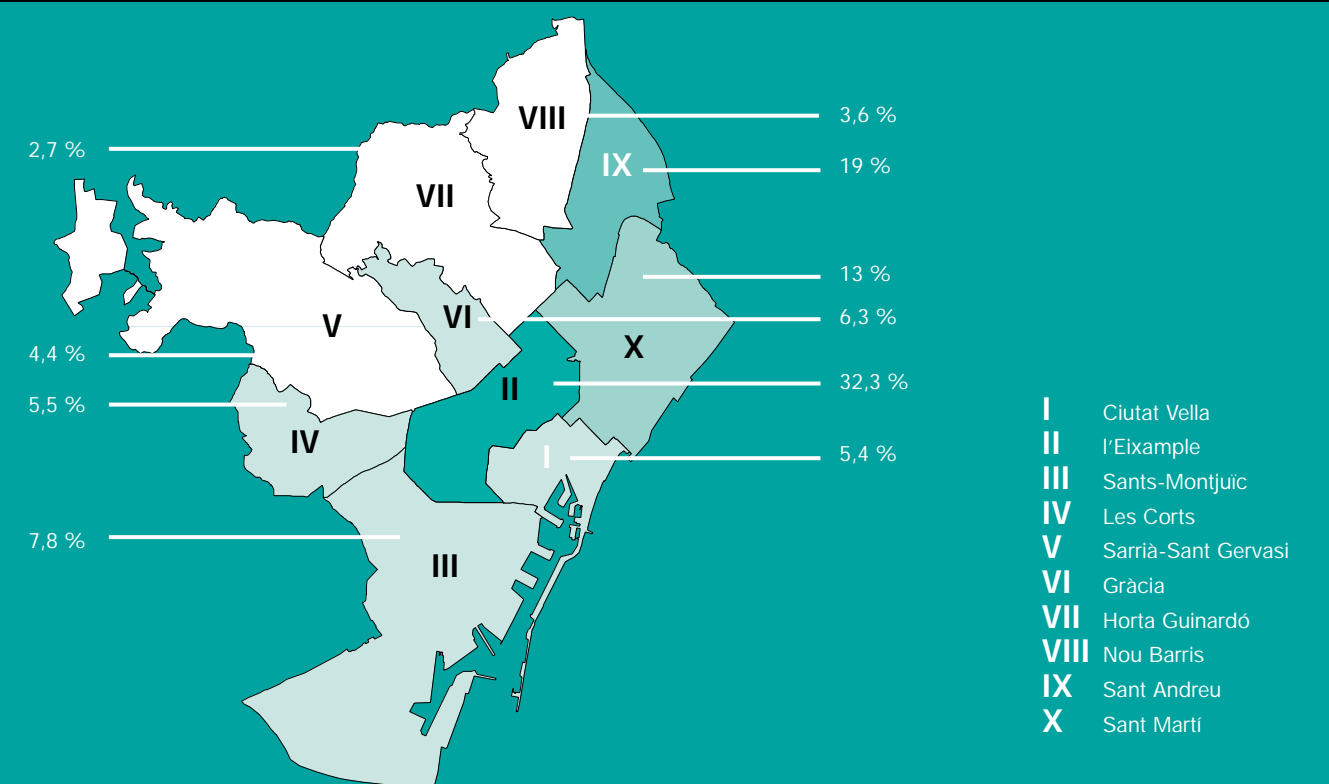 VIII
3,6 %
2,7 %
IX
19 %
VII
13 %
VI
6,3 %
V
X
4,4 %
II
32,3 %
5,5 %
IV
I
5,4 %
7,8 %
III
I Ciutat Vella
II l'Eixample
III Sants-Montjuïc
IV Les Corts
V Sarrià-Sant Gervasi
VI Gràcia
VII Horta Guinardó
VIII Nou Barris
IX Sant Andreu
X Sant Martí